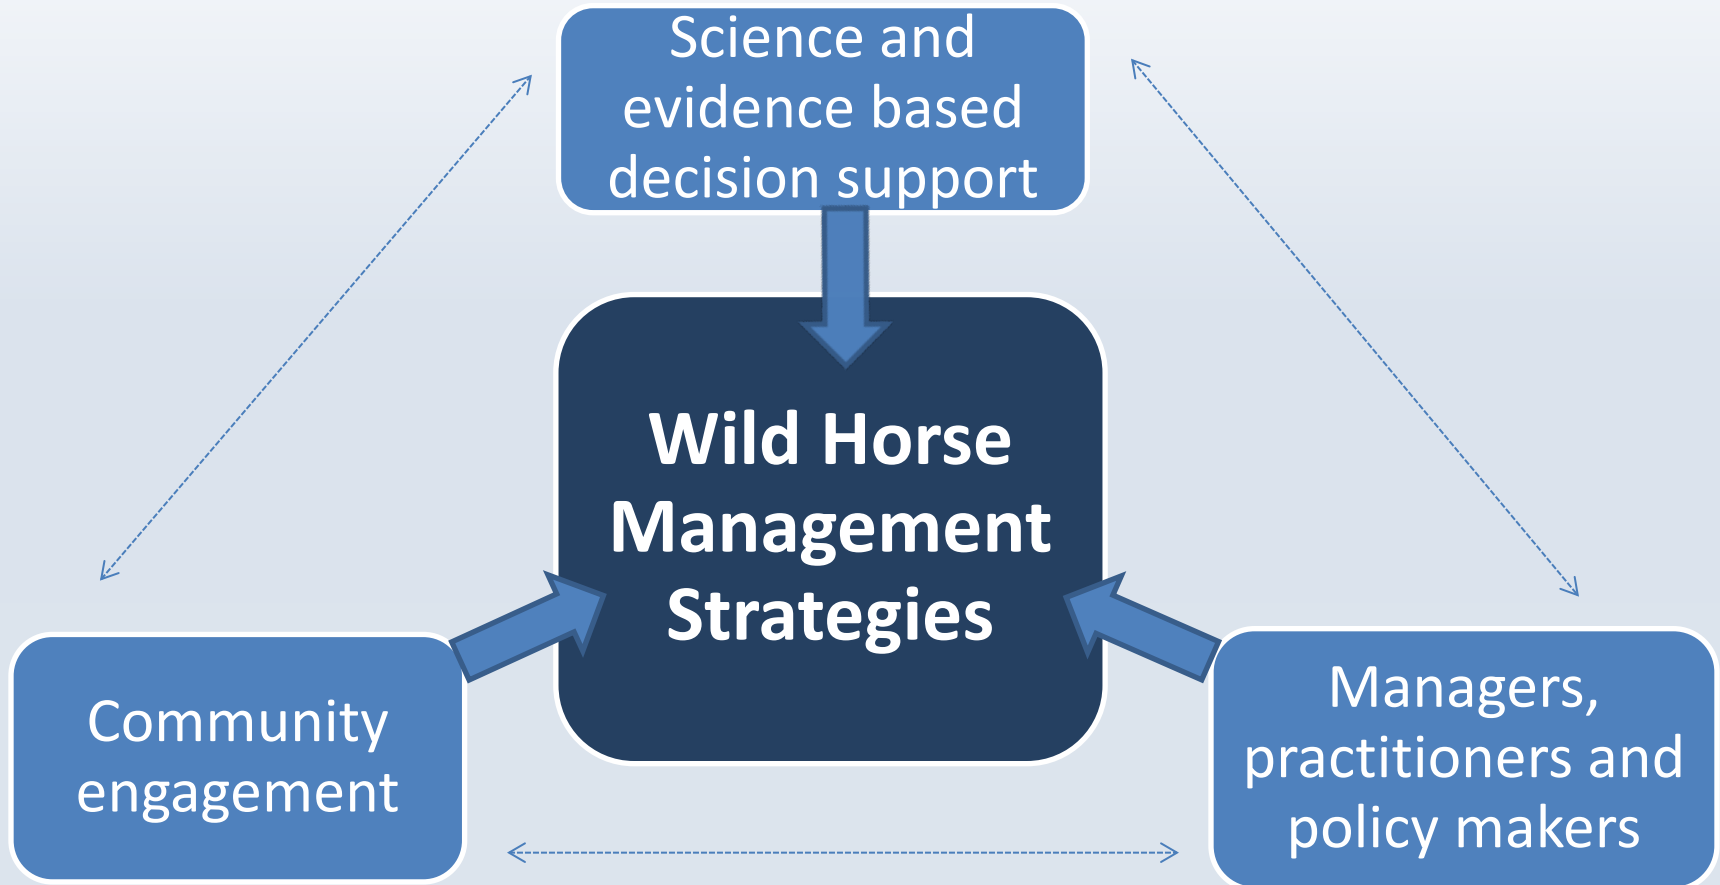 Science and
evidence based
decision support
Wild Horse
Management
Strategies
Community
engagement
Managers,
practitioners and
policy makers